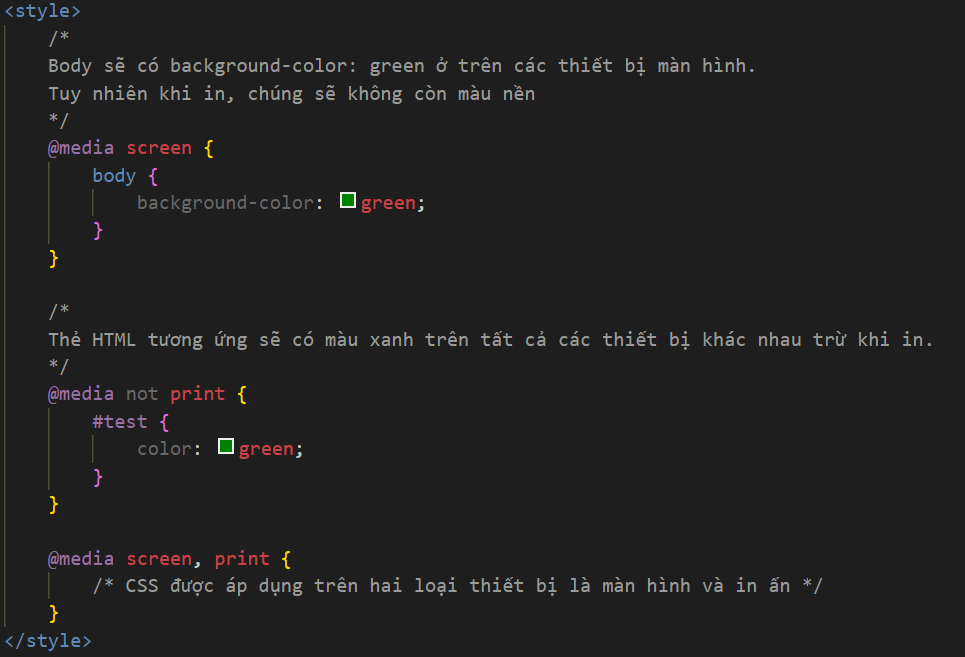 <style>
/*
Body sẽ có background-color: green ở trên các thiết bị màn hình.
Tuy nhiên khi in, chúng sẽ không còn màu nền
*/
@media screen {
body {
background-color: green;
}
}
/*
Thẻ HTML tương ứng sẽ có màu xanh trên tất cả các thiết bị khác nhau trừ khi in.
*/
@media not print {
#test {
color: green;
}
}
@media screen, print {
/* CSS được áp dụng trên hai loại thiết bị là màn hình và in ấn */
}
</style>